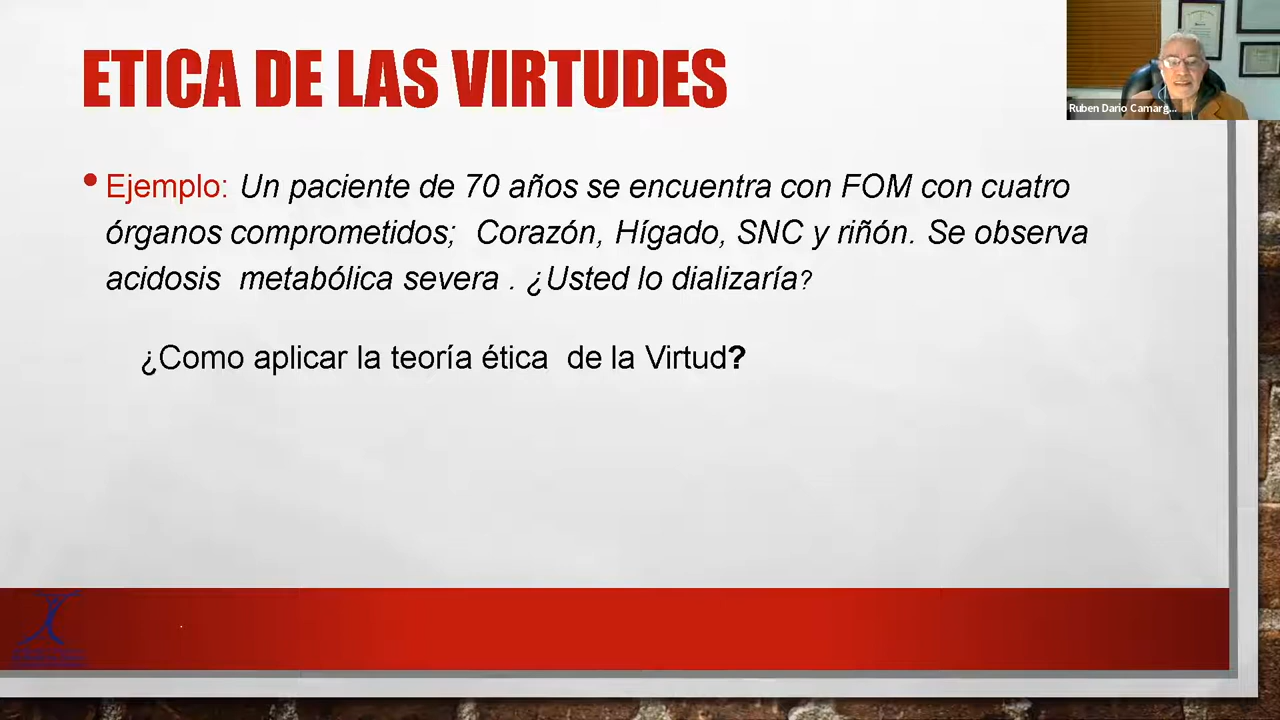 ETICA DE LAS VIRTUDES
Ruben Dario Camarg...
• Ejemplo: Un paciente de 70 años se encuentra con FOM con cuatro
órganos comprometidos;  Corazón, Hígado, SNC y riñón. Se observa
acidosis  metabólica severa . ¿Usted lo dializaría?
¿Como aplicar la teoría ética  de la Virtud?